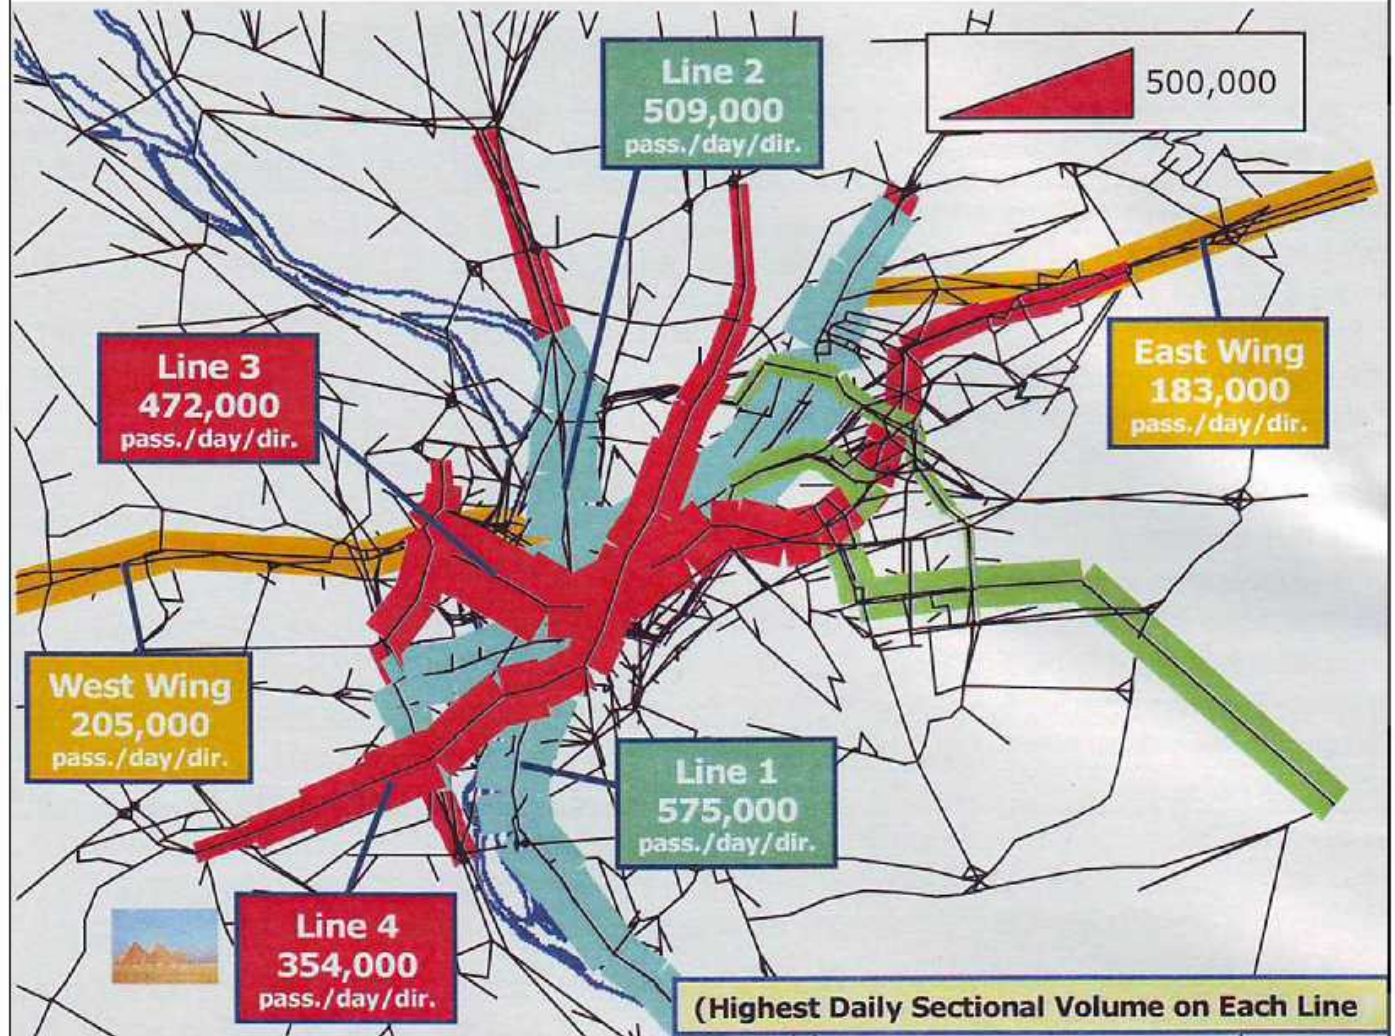 Line 2
509,000
pass./day/dir.
500,000
Line 3
472,000
pass./day/dir.
East Wing
183,000
pass./day/dir.
West Wing
205,000
pass./day/dir.
Line 1
575,000
pass./day/dir.
Line 4
354,000
pass./day/dir.
(Highest Daily Sectional Volume on Each Line